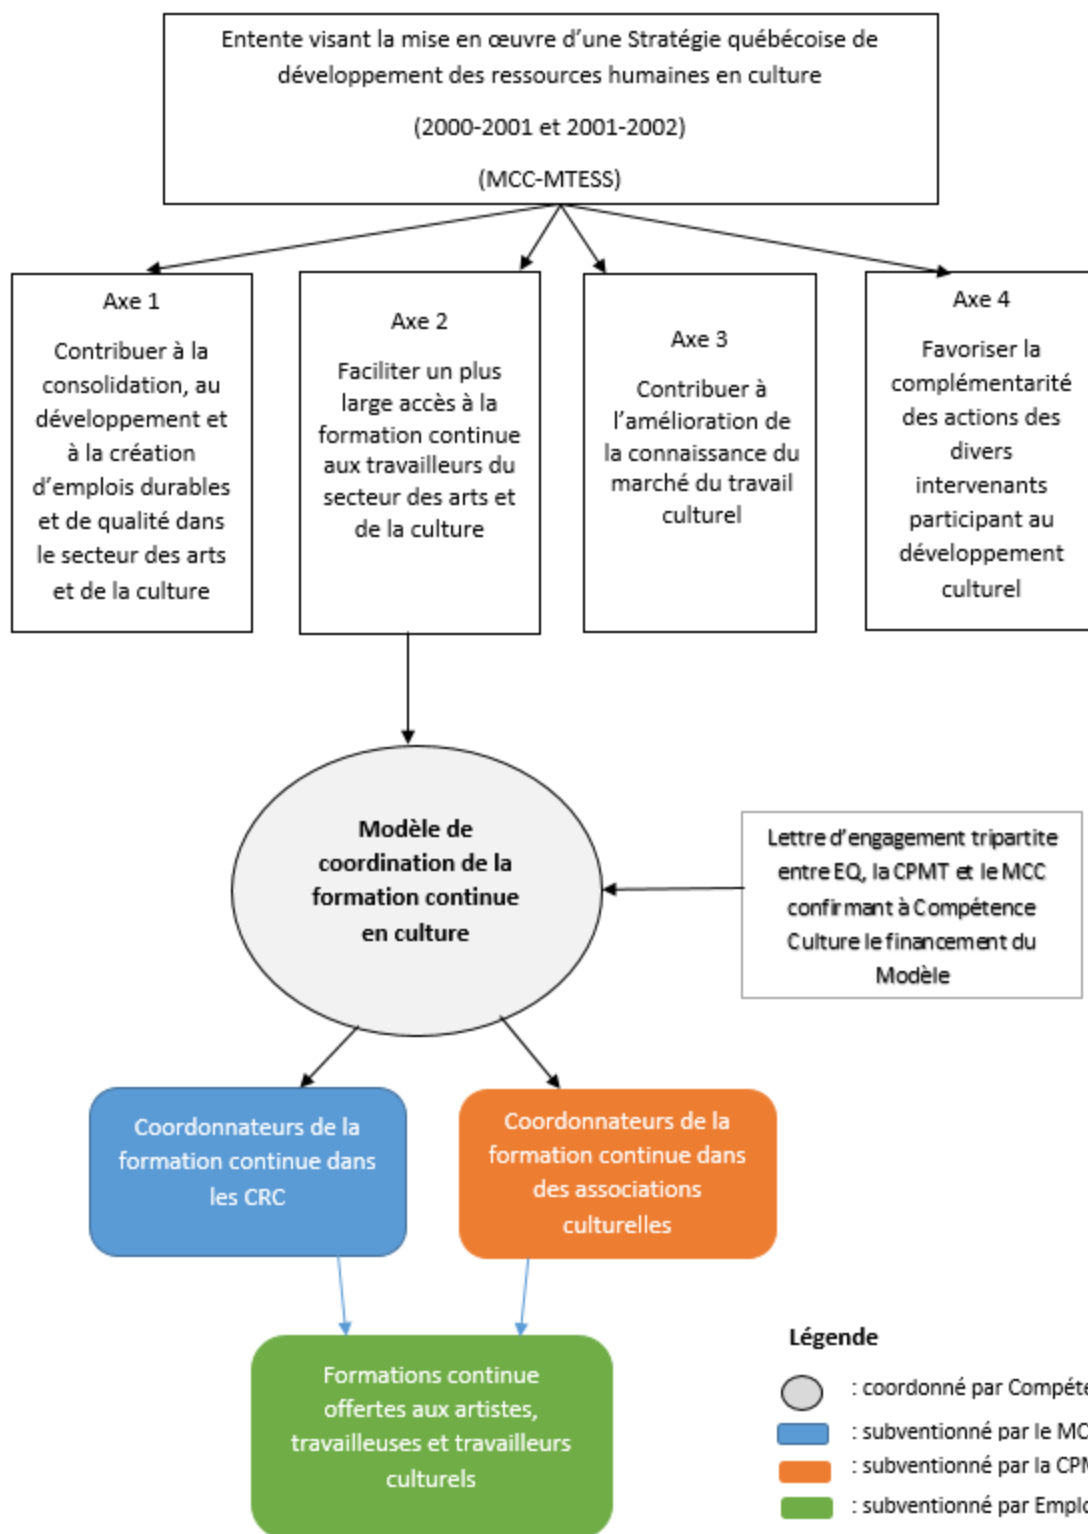 Entente visant la mise en œuvre d’une Stratégie québécoise de
développement des ressources humaines en culture
(2000-2001 et 2001-2002)
(MCC-MTESS)
Axe 1
Contribuer à la
consolidation, au
développement et
à la création
d’emplois durables
et de qualité dans
le secteur des arts
et de la culture
Axe 2
Faciliter un plus
large accès à la
formation continue
aux travailleurs du
secteur des arts et
de la culture
Axe 3
Contribuer à
l’amélioration de
la connaissance du
marché du travail
culturel
Axe 4
Favoriser la
complémentarité
des actions des
divers
intervenants
participant au
développement
culturel
Modèle de
coordination de la
formation continue
en culture
Lettre d’engagement tripartite
entre EQ, la CPMT et le MCC
confirmant à Compétence
Culture le financement du
Modèle
Coordonnateurs de la
formation continue dans
les CRC
Coordonnateurs de la
formation continue dans
des associations
culturelles
Formations continue
offertes aux artistes,
travailleuses et travailleurs
culturels
Légende
: coordonné par
: subventionné par le
: subventionné par la
: subventionné par